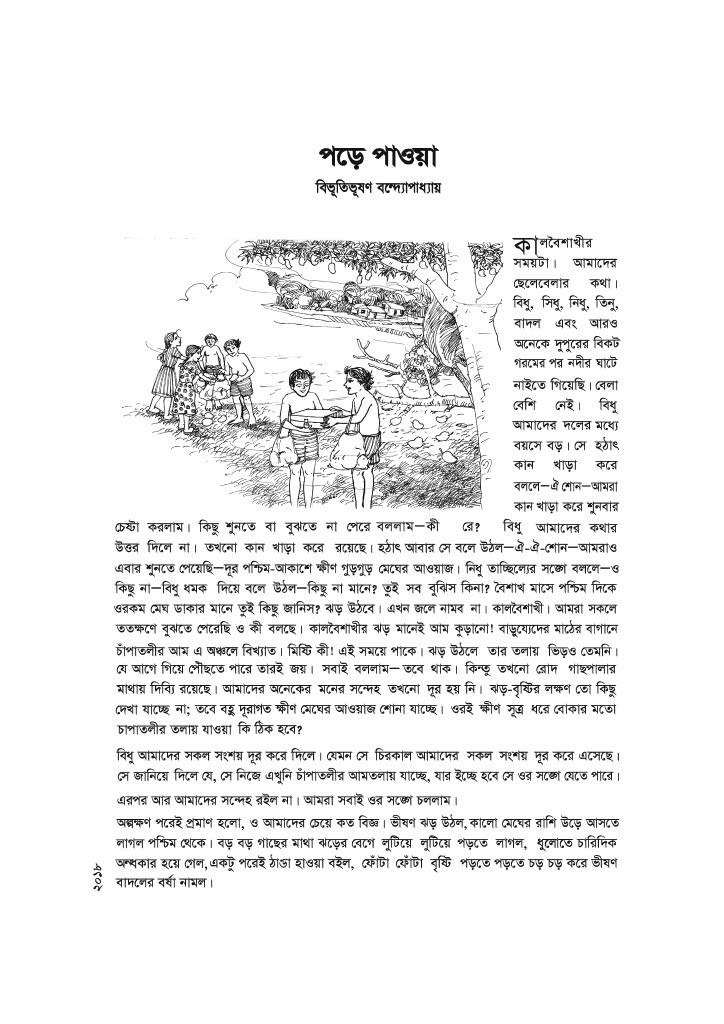 পড়ে পাওয়া
বিভূতিভূষণ বন্দ্যোপাধ্যায়
কালবৈশাখীর
সময়টা। আমাদের
ছেলেবেলার কথা।
বিধু, সিধু, নিধু, তিনু,
বাদল এবং আরও
অনেকে দুপুরের বিকট
গরমের পর নদীর ঘাটে
নাইতে গিয়েছি। বেলা
বেশি নেই। বিধু
আমাদের দলের মধ্যে
বয়সে বড়। সে হঠাৎ
কান খাড়া করে
বললে—ঐ শোন—আমরা
কান খাড়া করে শুনবার
চেষ্টা করলাম। কিছু শুনতে বা বুঝতে না পেরে বললাম—কী রে? বিধু আমাদের কথার
উত্তর দিলে না। তখনো কান খাড়া করে রয়েছে। হঠাৎ আবার সে বলে উঠল—ঐ-ঐ-শোন—আমরাও
এবার শুনতে পেয়েছি—দূর পশ্চিম-আকাশে ক্ষীণ গুড়গুড় মেঘের আওয়াজ। নিধু তাচ্ছিল্যের সঙ্গে বললে—ও
কিছু না—বিধু ধমক দিয়ে বলে উঠল—কিছু না মানে? তুই সব বুঝিস কিনা? বৈশাখ মাসে পশ্চিম দিকে
ওরকম মেঘ ডাকার মানে তুই কিছু জানিস? ঝড় উঠবে। এখন জলে নামব না। কালবৈশাখী। আমরা সকলে
ততক্ষণে বুঝতে পেরেছি ও কী বলছে। কালবৈশাখীর ঝড় মানেই আম কুড়ানো! বাড়ুয্যেদের মাঠের বাগানে
চাঁপাতলীর আম এ অঞ্চলে বিখ্যাত। মিষ্টি কী! এই সময়ে পাকে। ঝড় উঠলে তার তলায় ভিড়ও তেমনি।
যে আগে গিয়ে পৌছতে পারে তারই জয়। সবাই বললাম— তবে থাক। কিন্তু তখনো রোদ গাছপালার
মাথায় দিব্যি রয়েছে। আমাদের অনেকের মনের সন্দেহ তখনো দূর হয় নি। ঝড়-বৃষ্টির লক্ষণ তো কিছু
দেখা যাচ্ছে না; তবে বহু দূরাগত ক্ষীণ মেঘের আওয়াজ শোনা যাচ্ছে। ওরই ক্ষীণ সূত্র ধরে বোকার মতো
চাপাতলীর তলায় যাওয়া কি ঠিক হবে?
বিধু আমাদের সকল সংশয় দূর করে দিলে। যেমন সে চিরকাল আমাদের সকল সংশয় দূর করে এসেছে।
সে জানিয়ে দিলে যে, সে নিজে এখুনি চাঁপাতলীর আমতলায় যাচ্ছে, যার ইচ্ছে হবে সে ওর সঙ্গে যেতে পারে।
এরপর আর আমাদের সন্দেহ রইল না। আমরা সবাই ওর সঙ্গে চললাম।
অল্পক্ষণ পরেই প্রমাণ হলো, ও আমাদের চেয়ে কত বিজ্ঞ। ভীষণ ঝড় উঠল, কালো মেঘের রাশি উড়ে আসতে
লাগল পশ্চিম থেকে। বড় বড় গাছের মাথা ঝড়ের বেগে লুটিয়ে লুটিয়ে পড়তে লাগল, ধুলোতে চারিদিক
অন্ধকার হয়ে গেল, একটু পরেই ঠান্ডা হাওয়া বইল, ফোঁটা ফোঁটা বৃষ্টি পড়তে পড়তে চড় চড় করে ভীষণ
বাদলের বর্ষা নামল।
২০১৮